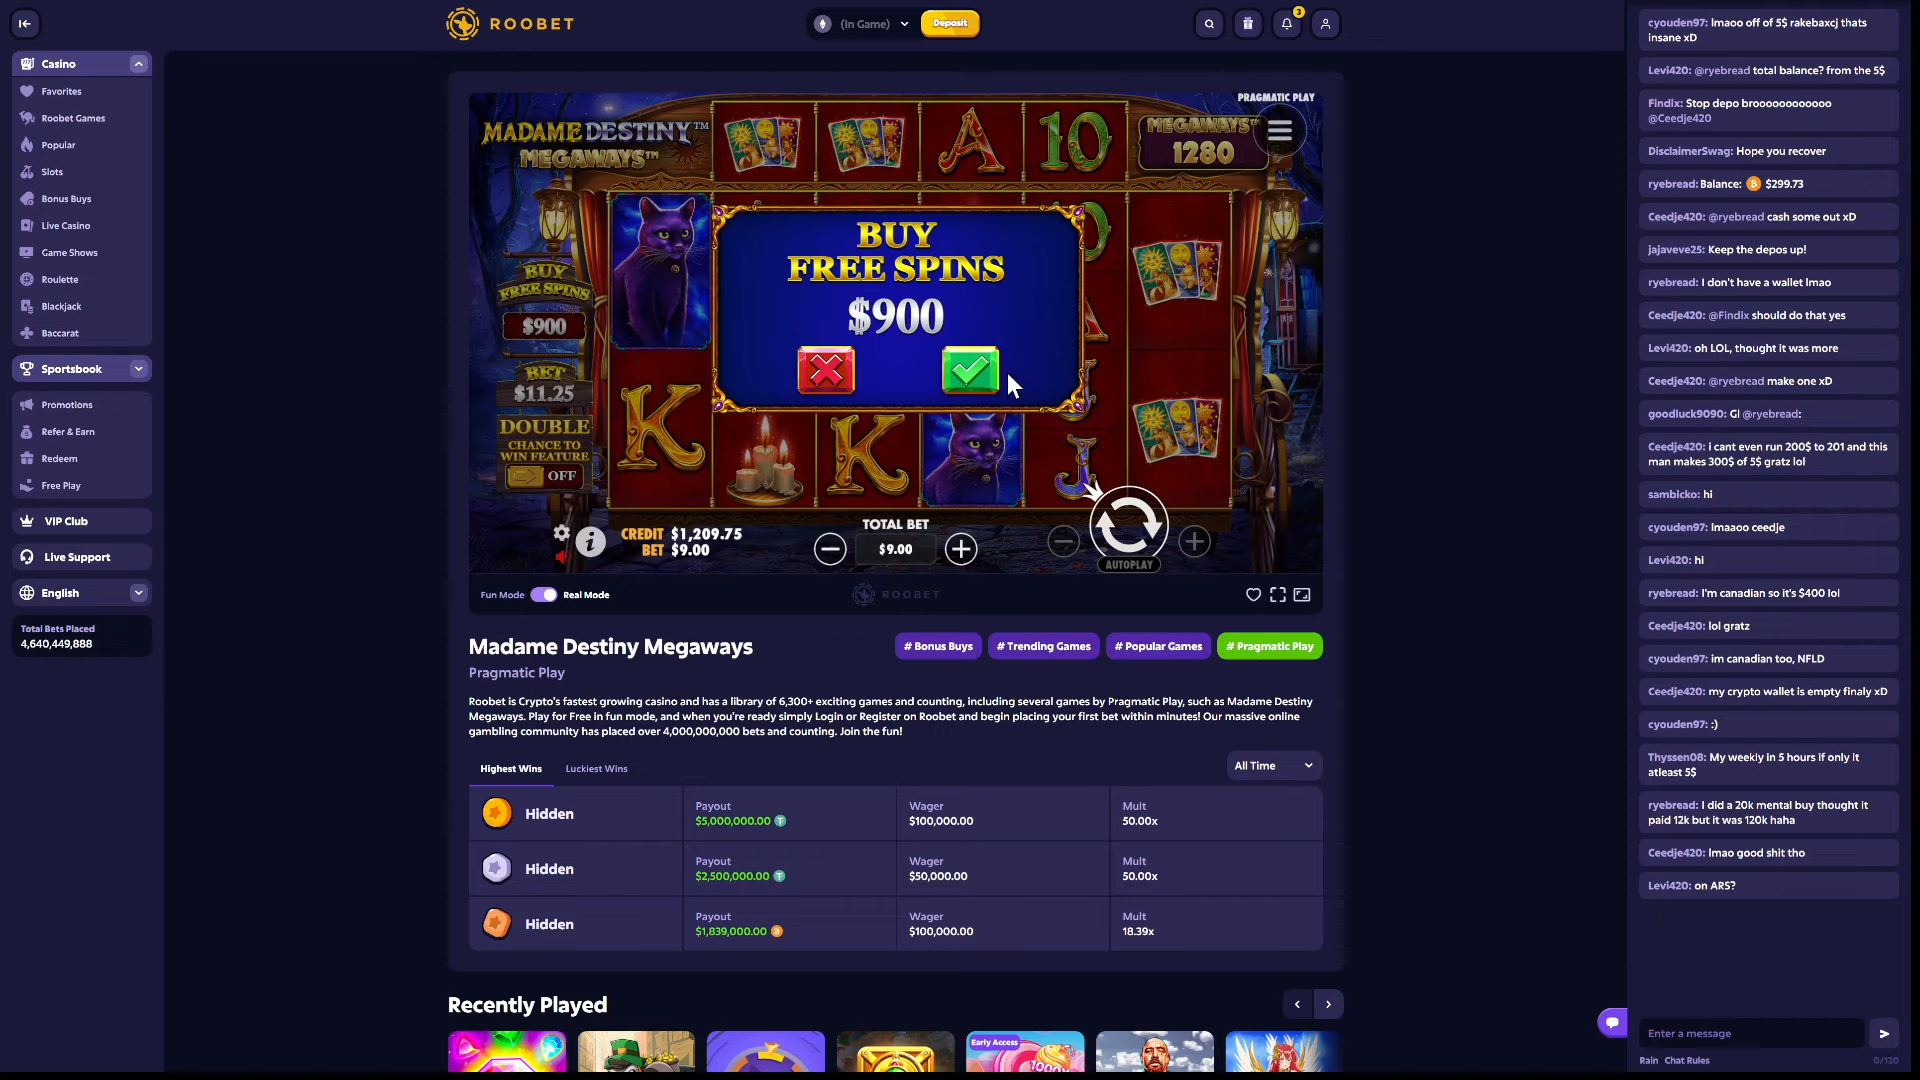 ROOBET
(In Game)
Deposit
3
Casino
Favorites
Roobet Games
Popular
Slots
Bonus Buys
Live Casino
Game Shows
Roulette
Blackjack
Baccarat
Sportsbook
Promotions
Refer & Earn
Redeem
Free Play
VIP Club
Live Support
English
Total Bets Placed
4,640,449,888
PRAGMATIC PLAY
MADAME DESTINY™
MEGAWAYS™
A
10
MEGAWAYS™
1280
BUY
FREE SPINS
$900
BET
$11.25
DOUBLE
CHANCE TO
WIN FEATURE
OFF
BUY
FREE SPINS
$900
K
K
J
CREDIT $1,209.75
BET $9.00
TOTAL BET
$9.00
AUTOPLAY
Fun Mode
Real Mode
ROOBET
Madame Destiny Megaways
Pragmatic Play
# Bonus Buys
# Trending Games
# Popular Games
# Pragmatic Play
Roobet is Crypto's fastest growing casino and has a library of 6,300+ exciting games and counting, including several games by Pragmatic Play, such as Madame Destiny
Megaways. Play for Free in fun mode, and when you're ready simply Login or Register on Roobet and begin placing your first bet within minutes! Our massive online
gambling community has placed over 4,000,000,000 bets and counting. Join the fun!
Highest Wins
Luckiest Wins
All Time
Hidden
Payout
$5,000,000.00
Wager
$100,000.00
Mult
50.00x
Hidden
Payout
$2,500,000.00
Wager
$50,000.00
Mult
50.00x
Hidden
Payout
$1,839,000.00
Wager
$100,000.00
Mult
18.39x
Recently Played
Early Access
1000x
cyouden97: lmaoo off of 5$ rakebaxcj thats
insane xD
Levi420: @ryebread total balance? from the 5$
Findix: Stop depo brooooooooooo
@Ceedje420
DisclaimerSwag: Hope you recover
ryebread: Balance: $299.73
Ceedje420: @ryebread cash some out xD
jajaveve25: Keep the depos up!
ryebread: I don't have a wallet lmao
Ceedje420: @Findix should do that yes
Levi420: oh LOL, thought it was more
Ceedje420: @ryebread make one xD
goodluck9090: Gl @ryebread:
Ceedje420: i cant even run 200$ to 201 and this
man makes 300$ of 5$ gratz lol
sambicko: hi
cyouden97: lmaaoo ceedje
Levi420: hi
ryebread: I'm canadian so it's $400 lol
Ceedje420: lol gratz
cyouden97: im canadian too, NFLD
Ceedje420: my crypto wallet is empty finaly xD
cyouden97: :)
Thyssen08: My weekly in 5 hours if only it
atleast 5$
ryebread: I did a 20k mental buy thought it
paid 12k but it was 120k haha
Ceedje420: lmao good shit tho
Levi420: on ARS?
Enter a message
Rain
Chat Rules
0/120